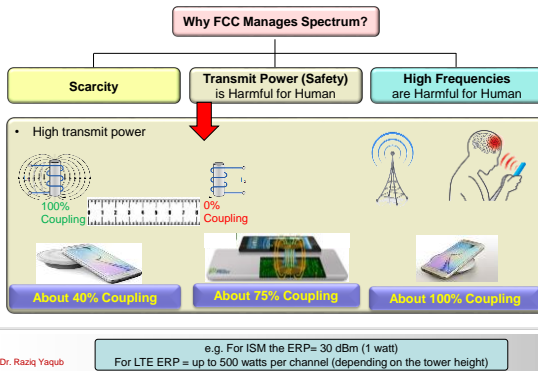 Why FCC Manages Spectrum?
Scarcity
Transmit Power (Safety)
is Harmful for Human
High Frequencies
are Harmful for Human
• High transmit power
100%
Coupling
0%
Coupling
About 40% Coupling
About 75% Coupling
About 100% Coupling
Dr. Raziq Yaqub
e.g. For ISM the ERP= 30 dBm (1 watt)
For LTE ERP = up to 500 watts per channel (depending on the tower height)